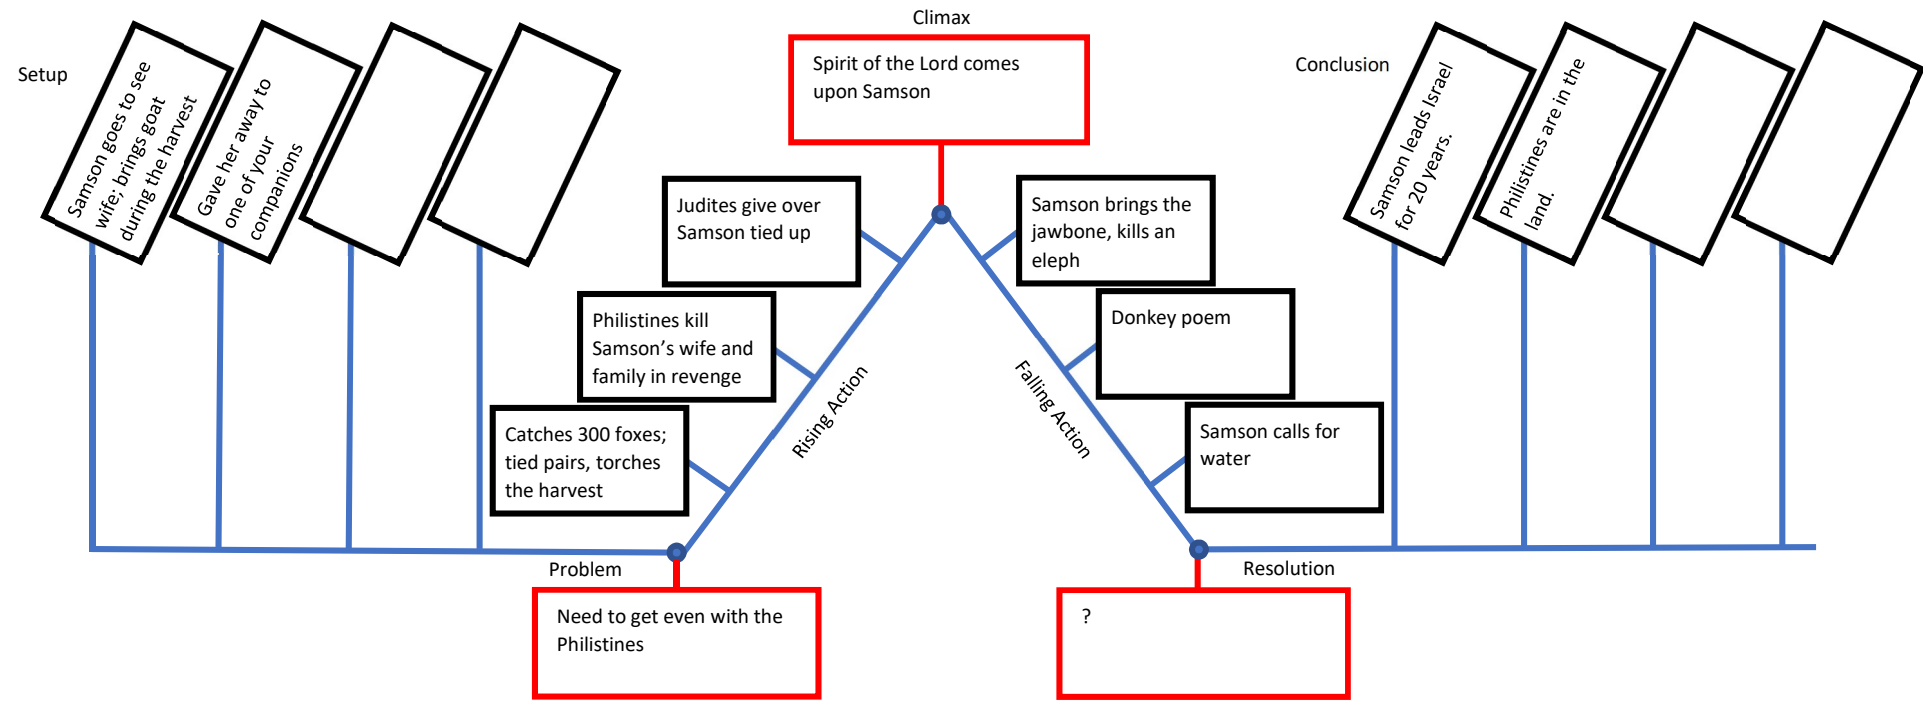 Setup
Samson goes to see
wife; brings goat
during the harvest
Gave her away to
one of your
companions
Climax
Spirit of the Lord comes
upon Samson
Judites give over
Samson tied up
Philistines kill
Samson’s wife and
family in revenge
Catches 300 foxes;
tied pairs, torches
the harvest
Rising Action
Problem
Need to get even with the
Philistines
Samson brings the
jawbone, kills an
eleph
Donkey poem
Samson calls for
water
Falling Action
Resolution
?
Conclusion
Samson leads Israel
for 20 years.
Philistines are in the
land.